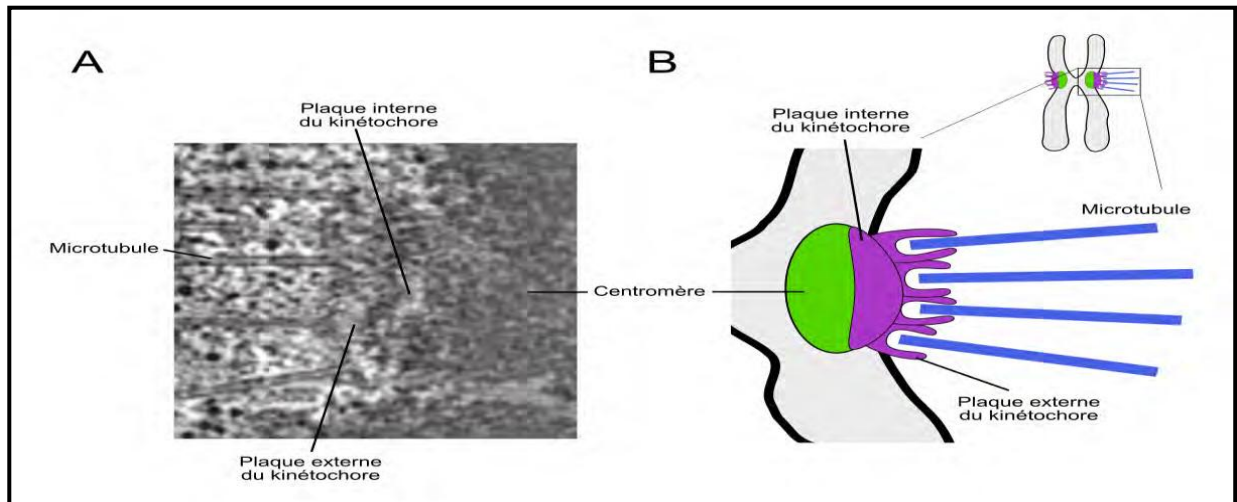 A
Plaque interne
du kinétochore
Microtubule
Plaque externe
du kinétochore
Centromère
B
Plaque interne
du kinétochore
Microtubule
Plaque externe
du kinétochore